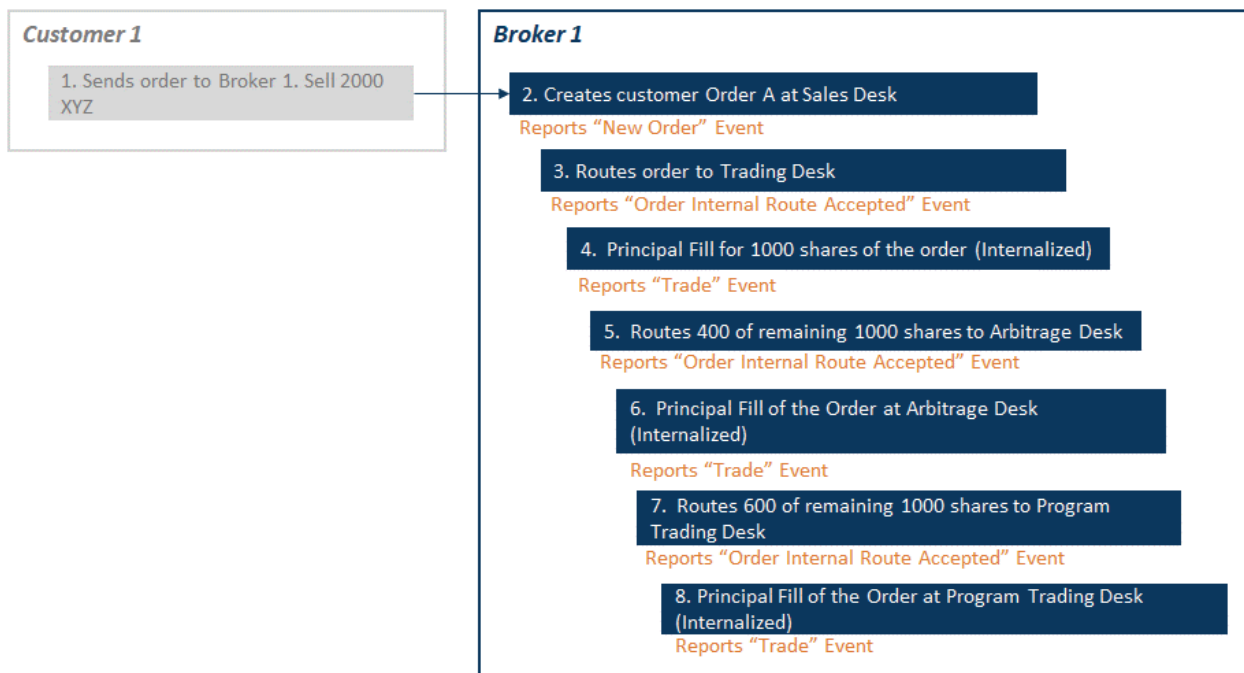 Customer 1
1. Sends order to Broker 1. Sell 2000
XYZ
Broker 1
2. Creates customer Order A at Sales Desk
Reports “New Order” Event
3. Routes order to Trading Desk
Reports “Order Internal Route Accepted” Event
4. Principal Fill for 1000 shares of the order (Internalized)
Reports “Trade” Event
5. Routes 400 of remaining 1000 shares to Arbitrage Desk
Reports “Order Internal Route Accepted” Event
6. Principal Fill of the Order at Arbitrage Desk
(Internalized)
Reports “Trade” Event
7. Routes 600 of remaining 1000 shares to Program
Trading Desk
Reports “Order Internal Route Accepted” Event
8. Principal Fill of the Order at Program Trading Desk
(Internalized)
Reports “Trade” Event